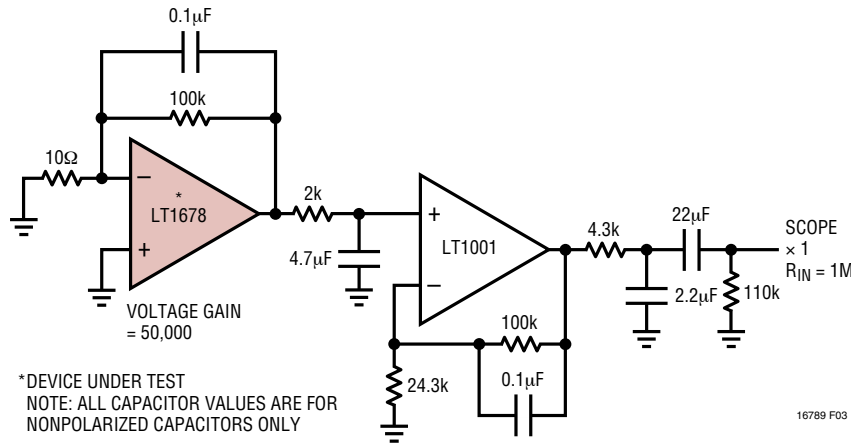 0.1µF
100k
10Ω
–
*
LT1678
+
VOLTAGE GAIN
= 50,000
2k
4.7µF
+
LT1001
–
4.3k
22µF
SCOPE
× 1
R_IN = 1M
2.2µF
110k
100k
24.3k
0.1µF
*DEVICE UNDER TEST
NOTE: ALL CAPACITOR VALUES ARE FOR
NONPOLARIZED CAPACITORS ONLY
16789 F03